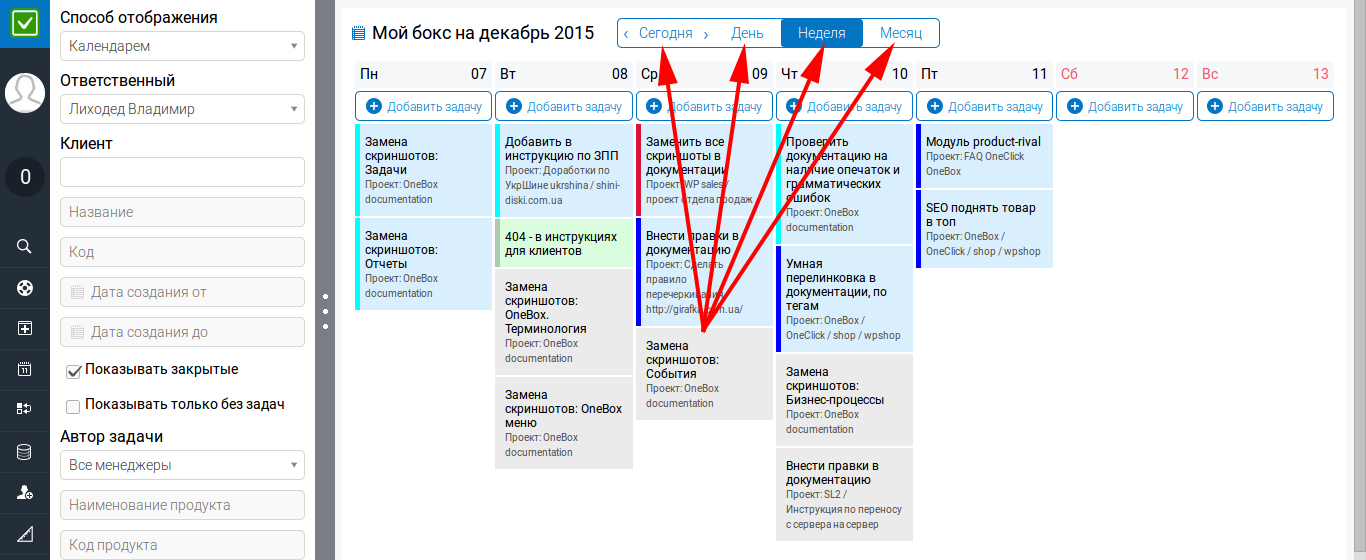 Способ отображения
Календарем
Ответственный
Лиходед Владимир
Клиент
0
Название
Код
Дата создания от
Дата создания до
Показывать закрытые
Показывать только без задач
Автор задачи
Все менеджеры
Наименование продукта
Код продукта
11
Мой бокс на декабрь 2015
‹ Сегодня › День Неделя Месяц
Пн 07 Вт 08 Ср 09 Чт 10 Пт 11 Сб 12 Вс 13
Добавить задачу Добавить задачу Добавить задачу Добавить задачу Добавить задачу Добавить задачу Добавить задачу
Замена
скриншотов:
Задачи
Проект: OneBox
documentation
Замена
скриншотов:
Отчеты
Проект: OneBox
documentation
Добавить в
инструкцию по ЗПП
Проект: Доработки по
УкрШине ukrshina / shini-
diski.com.ua
404 - в инструкциях
для клиентов
Замена
скриншотов:
OneBox.
Терминология
Проект: OneBox
documentation
Замена
скриншотов: OneBox
меню
Проект: OneBox
documentation
Заменить все
скриншоты в
документации
Проект: WP sales /
проект отдела продаж
Внести правки в
документацию
Проект: Сделать
правило
перечеркивания
http://girafka.com.ua/
Замена
скриншотов:
События
Проект: OneBox
documentation
Проверить
документацию на
наличие опечаток и
грамматических
ошибок
Проект: OneBox
documentation
Умная
перелинковка в
документации, по
тегам
Проект: OneBox /
OneClick / shop / wpshop
Замена
скриншотов:
Бизнес-процессы
Проект: OneBox
documentation
Внести правки в
документацию
Проект: SL2 /
Инструкция по переносу
с сервера на сервер
Модуль product-rival
Проект: FAQ OneClick
OneBox
SEO поднять товар
в топ
Проект: OneBox /
OneClick / shop / wpshop